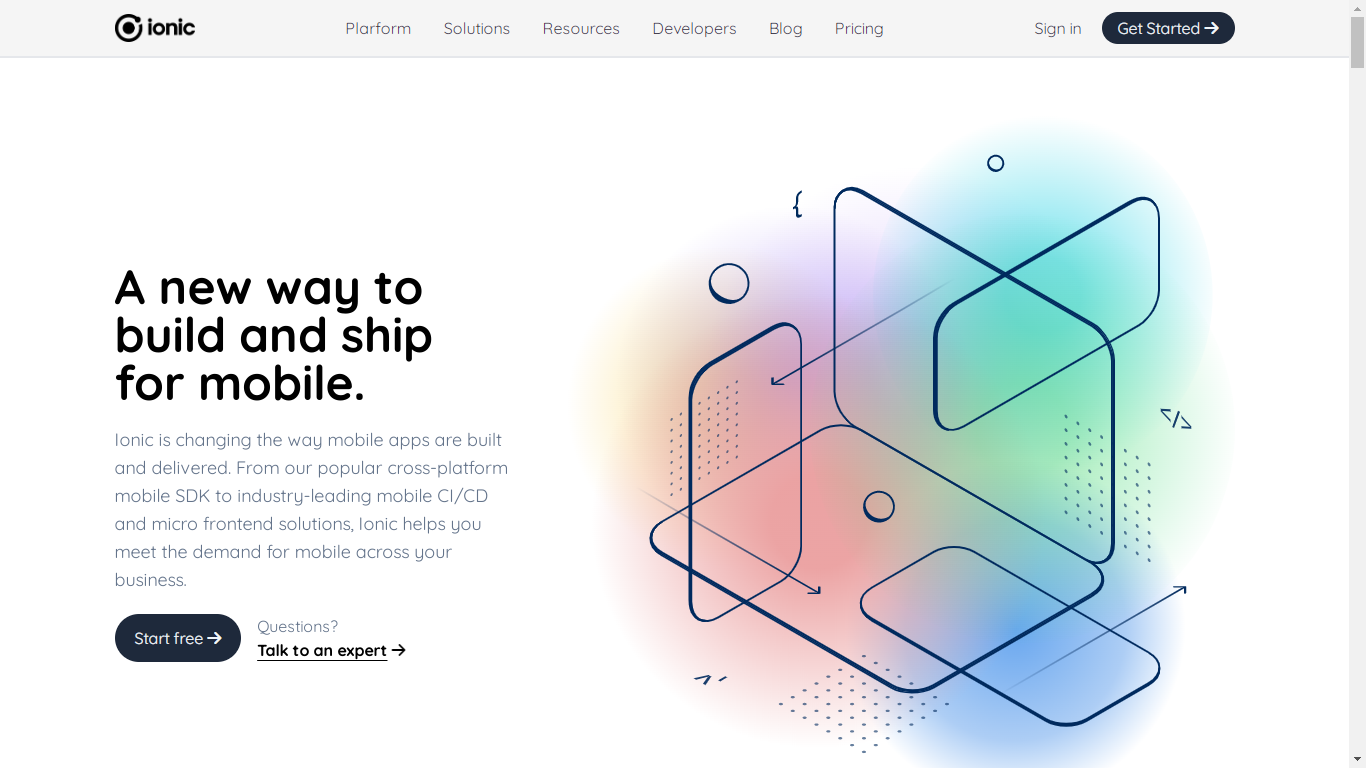 ionic
Platform
Solutions
Resources
Developers
Blog
Pricing
Sign in
Get Started →
{
A new way to
build and ship
for mobile.
</>
Ionic is changing the way mobile apps are built
and delivered. From our popular cross-platform
mobile SDK to industry-leading mobile CI/CD
and micro frontend solutions, Ionic helps you
meet the demand for mobile across your
business.
Start free →
Questions?
Talk to an expert →